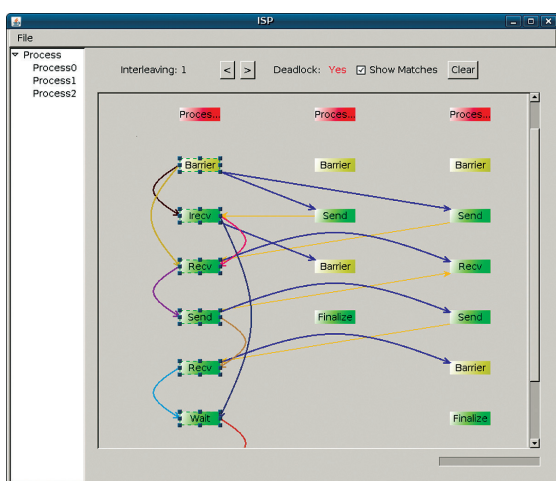 ISP
File
Process
Process0
Process1
Process2
Interleaving: 1 < > Deadlock: Yes Show Matches Clear
Proces... Proces... Proces...
Barrier Barrier Barrier
Irecv Send Send
Recv Barrier Recv
Send Finalize Send
Recv Barrier
Wait Finalize